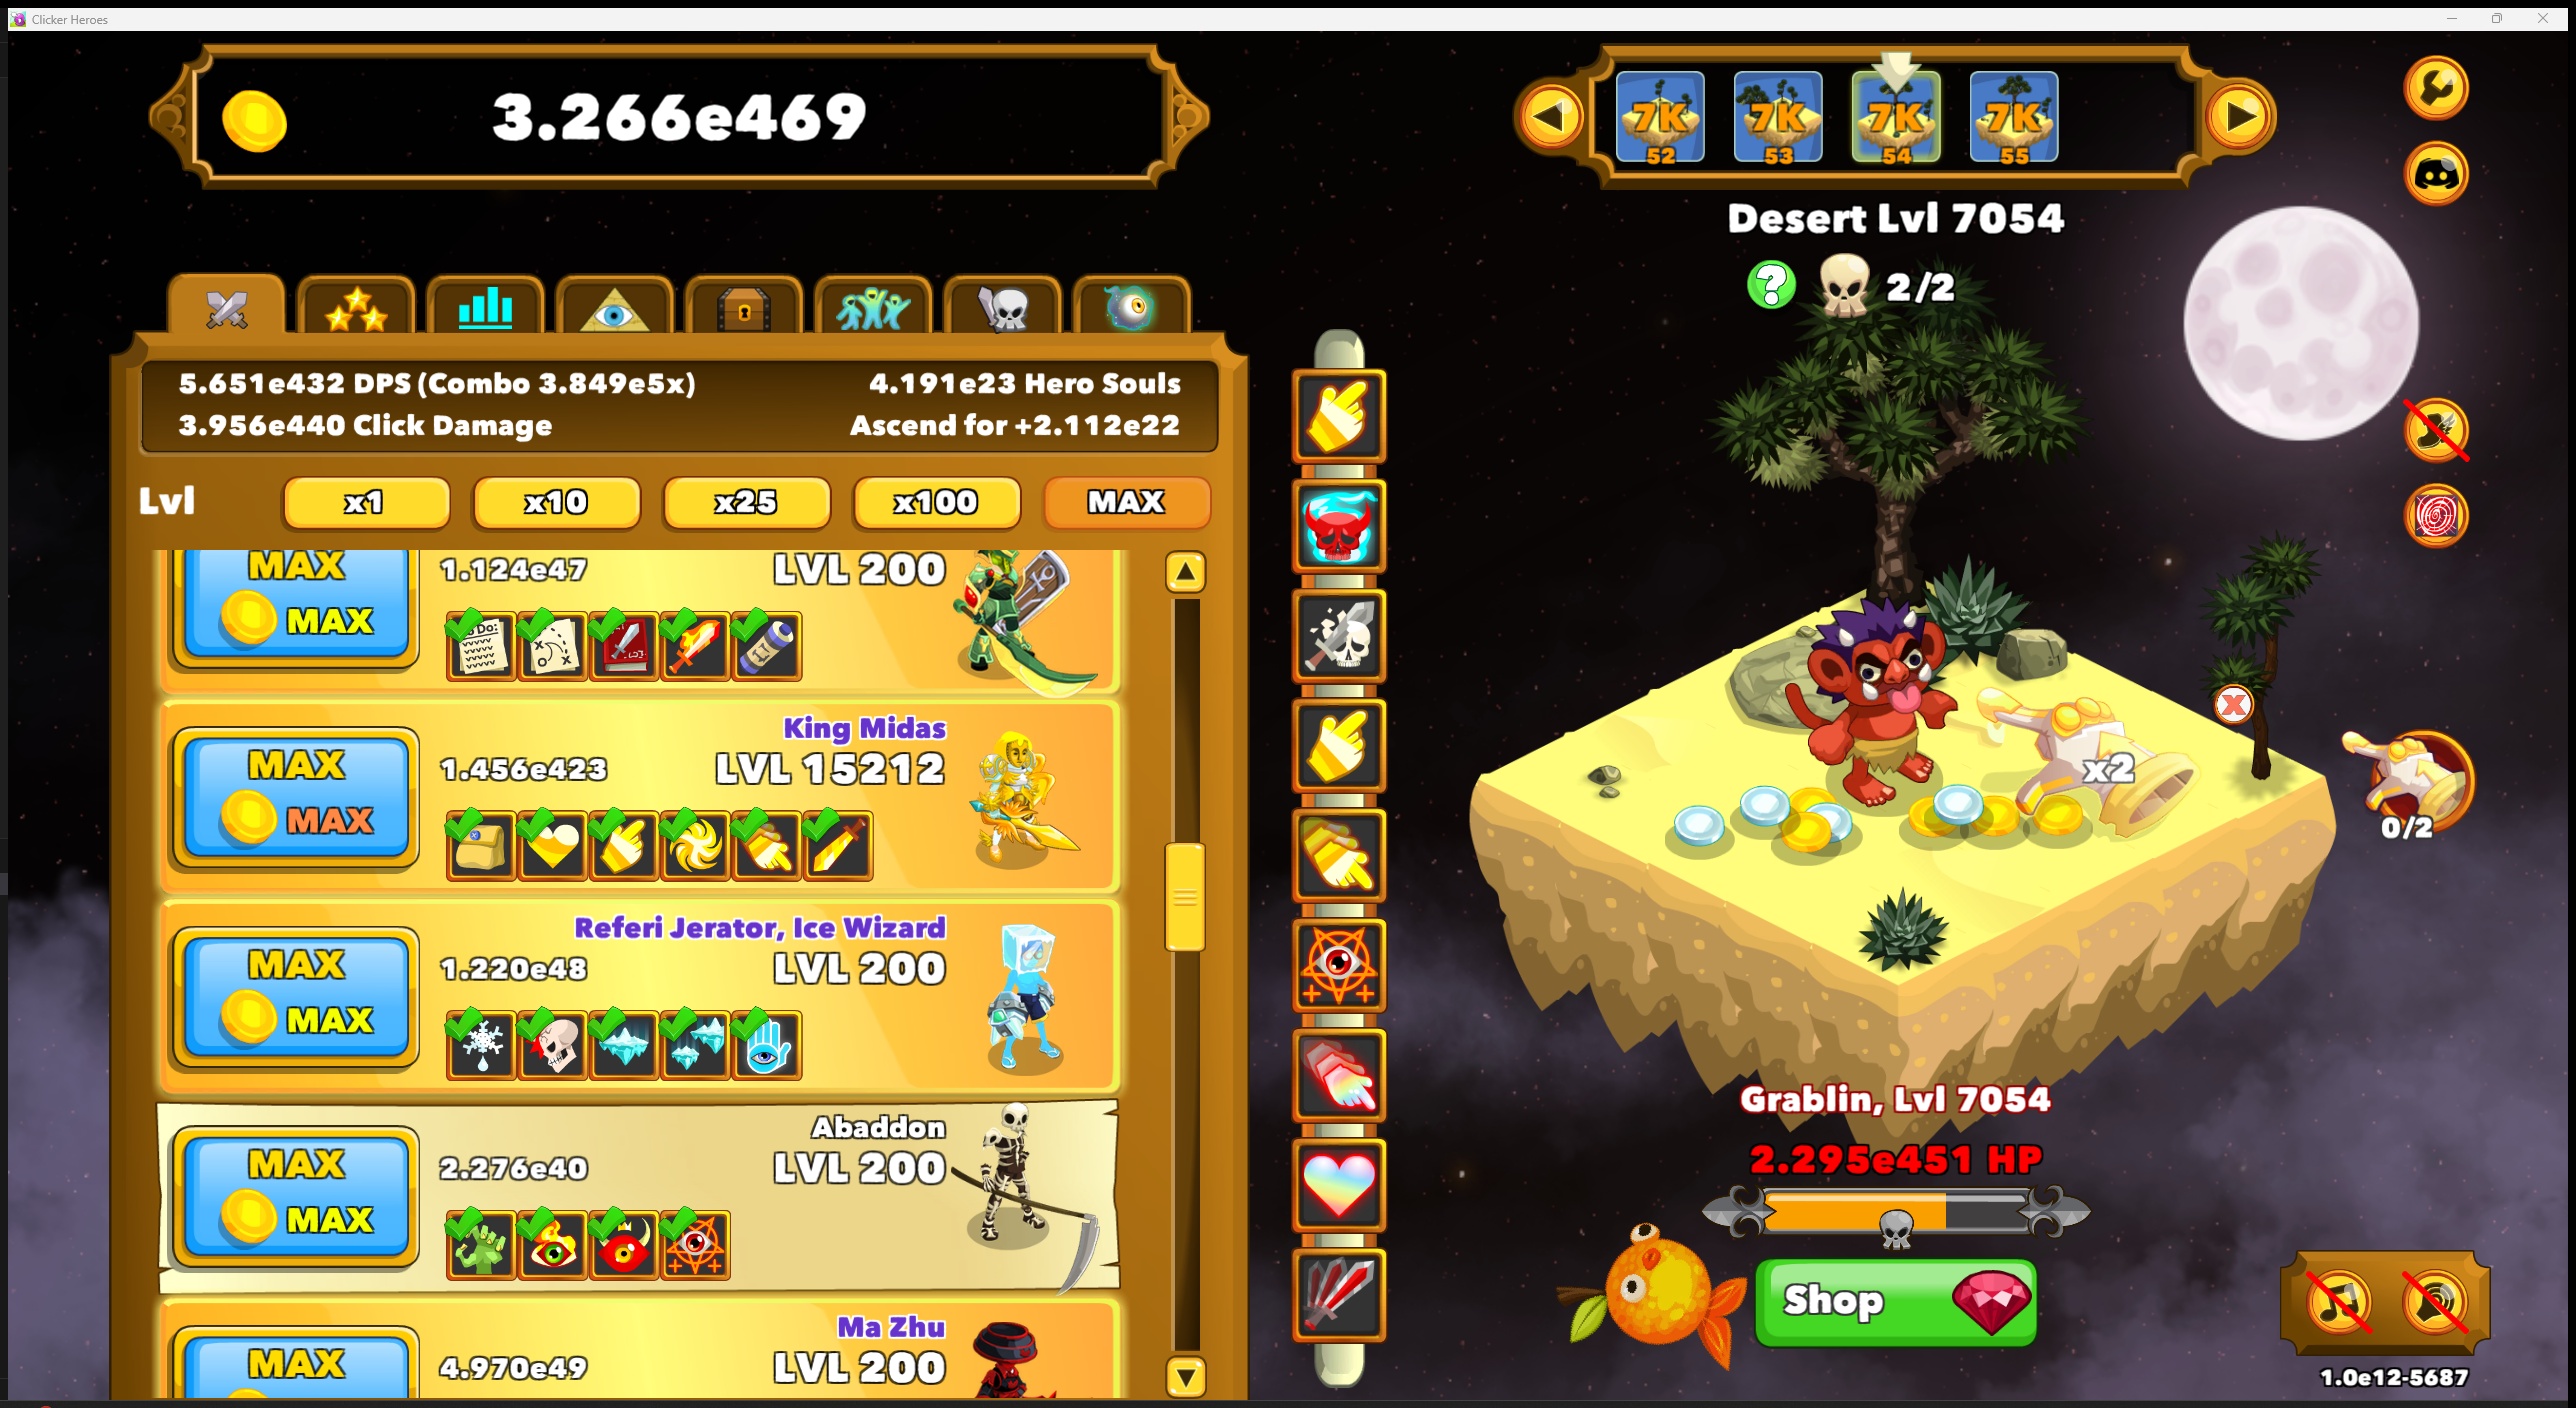 Clicker Heroes
3.266e469
7K
52
7K
53
7K
54
7K
55
Desert Lvl 7054
2/2
5.651e432 DPS (Combo 3.849e5x)
4.191e23 Hero Souls
3.956e440 Click Damage
Ascend for +2.112e22
Lvl
x1
x10
x25
x100
MAX
MAX
1.124e47
LVL 200
MAX
Do:
King Midas
MAX
1.456e423
LVL 15212
MAX
Referi Jerator, Ice Wizard
MAX
1.220e48
LVL 200
MAX
Abaddon
MAX
2.276e40
LVL 200
MAX
Ma Zhu
MAX
4.970e49
LVL 200
x2
0/2
Grablin, Lvl 7054
2.295e451 HP
Shop
1.0e12-5687